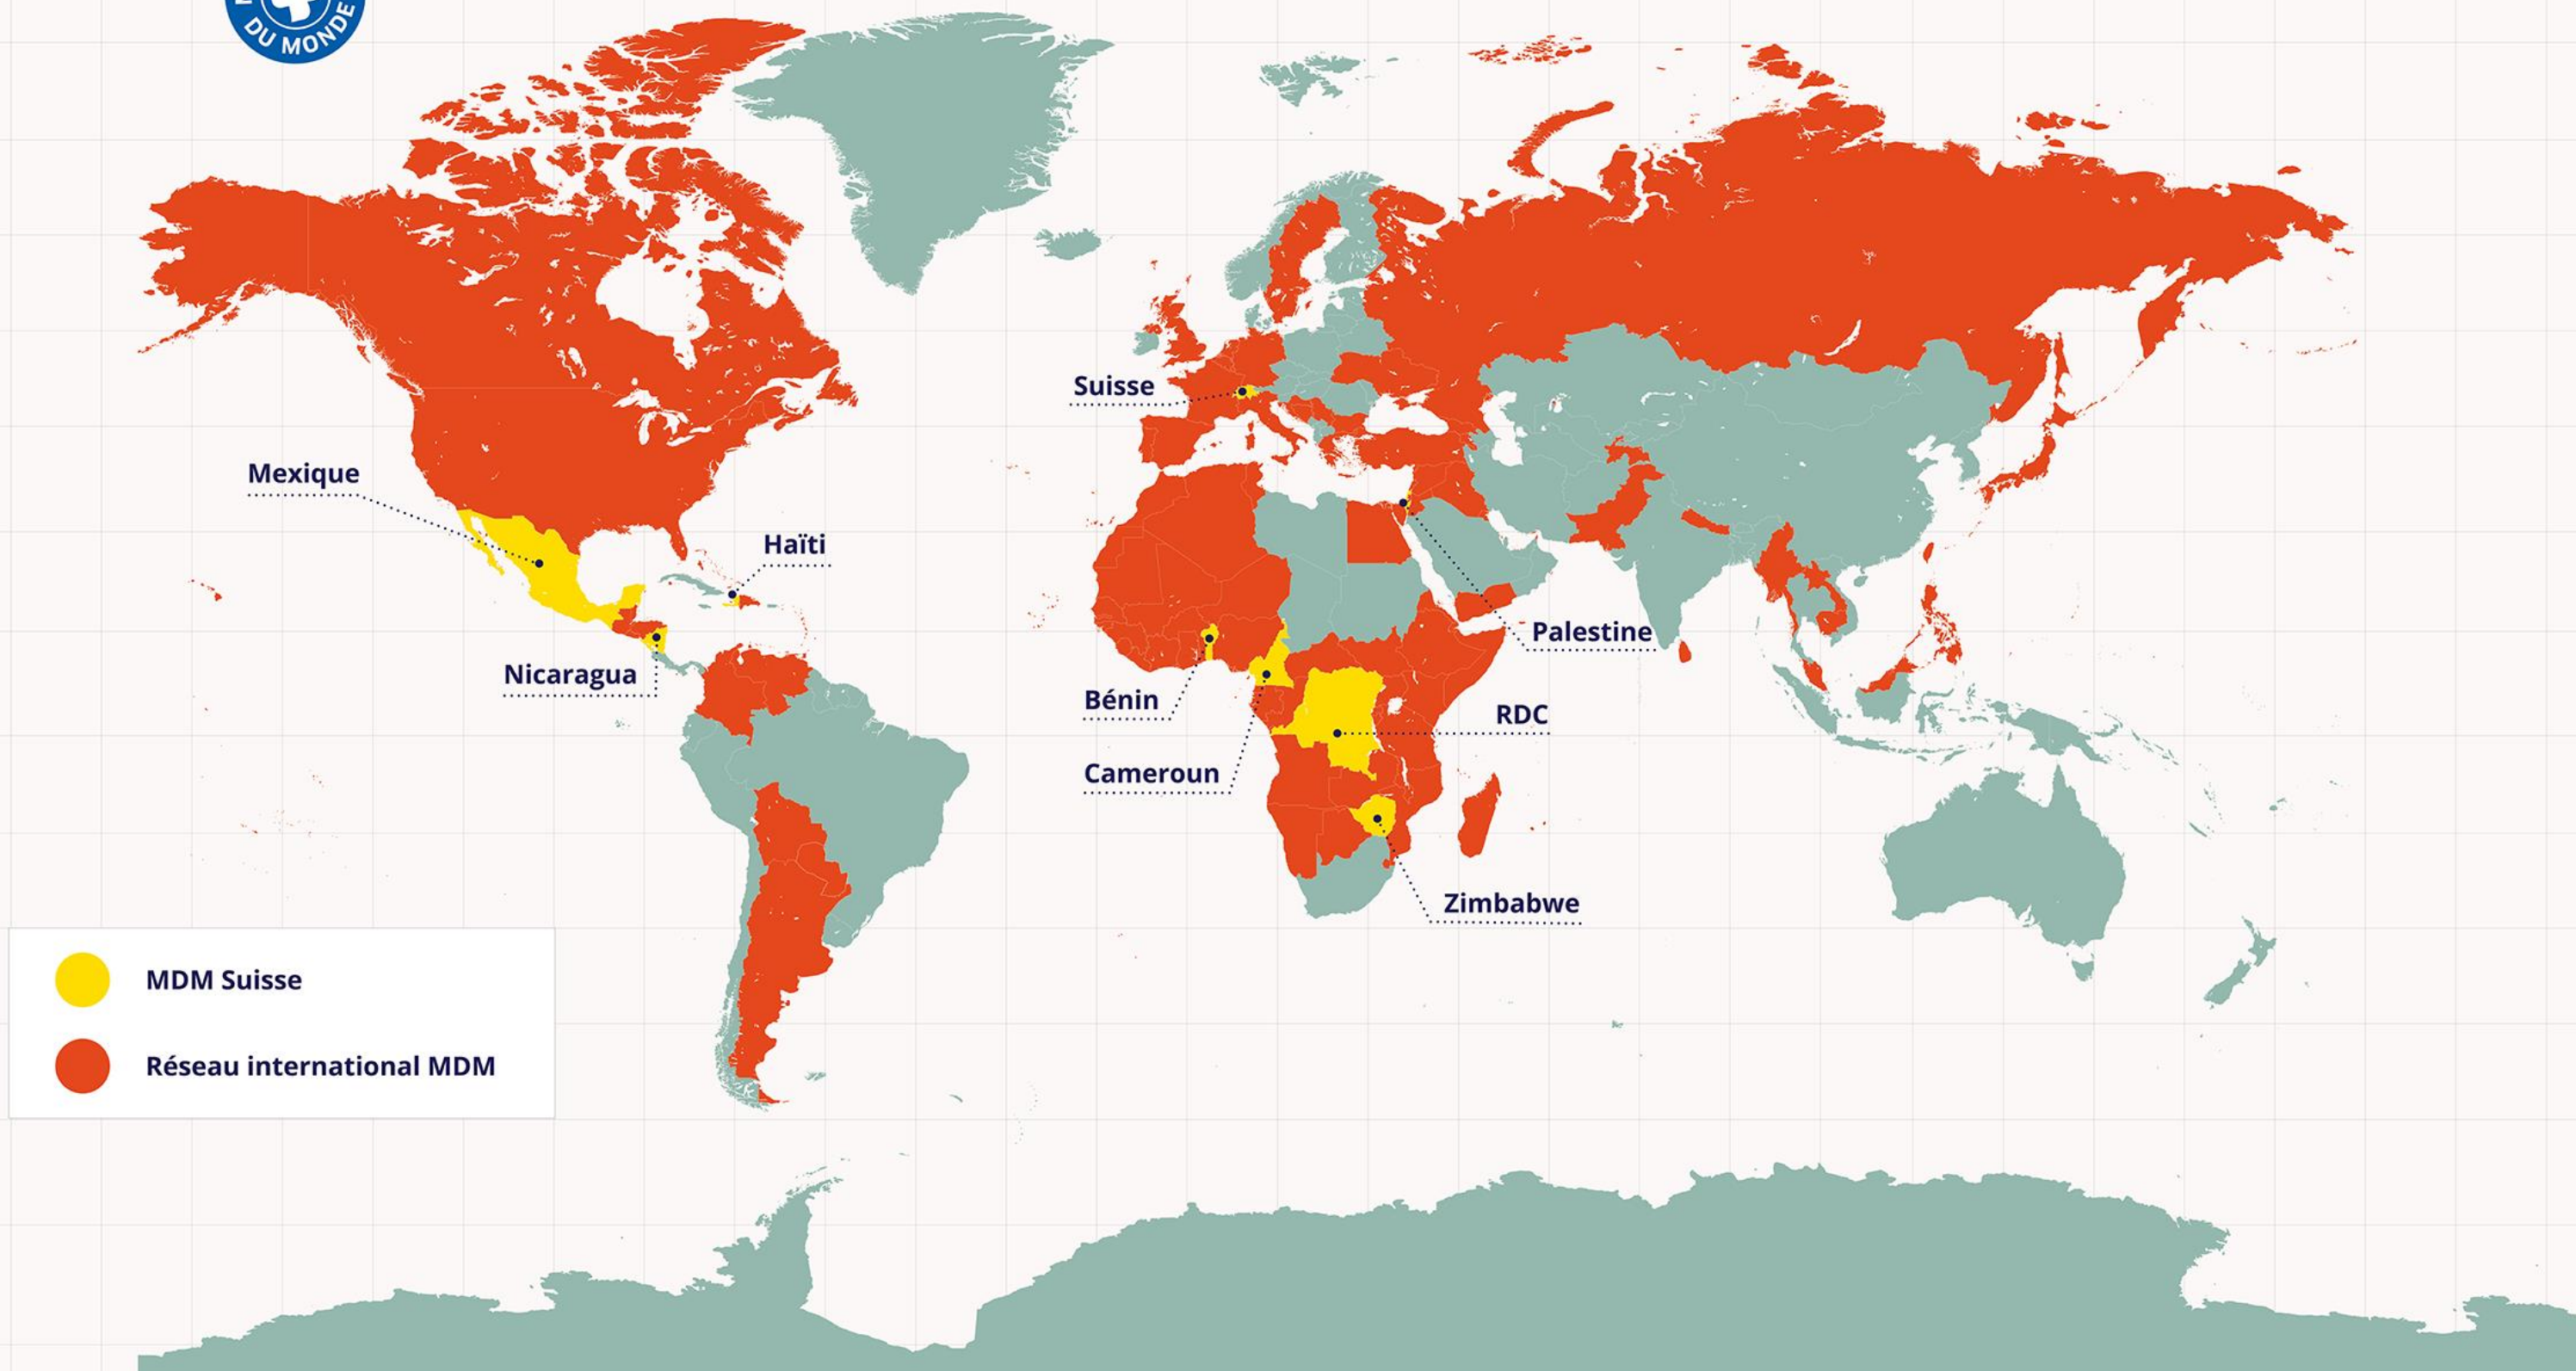 DU MONDE
Suisse
Mexique
Haïti
Palestine
Nicaragua
Bénin
RDC
Cameroun
Zimbabwe
MDM Suisse
Réseau international MDM